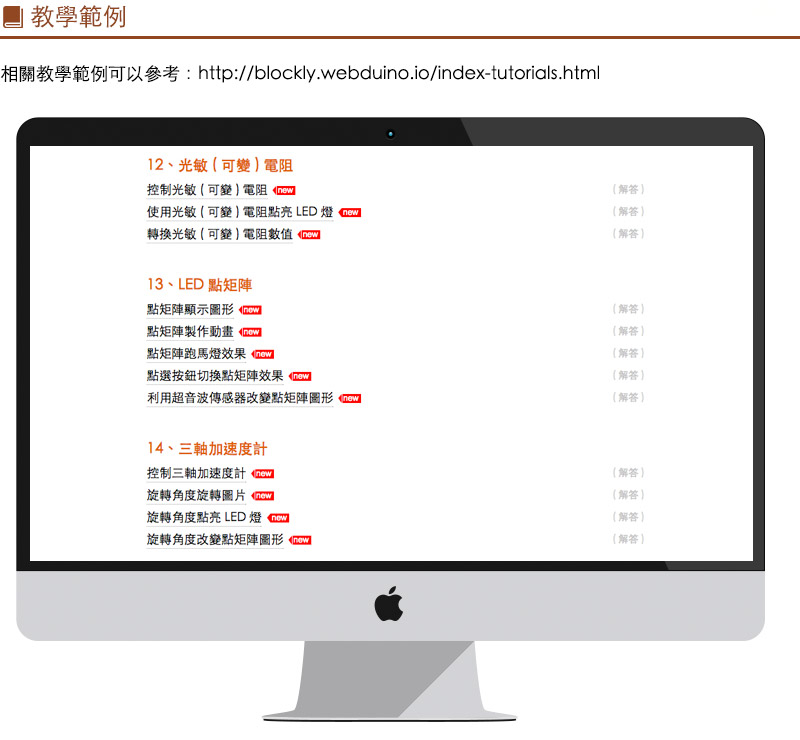 教學範例
相關教學範例可以參考：http://blockly.webduino.io/index-tutorials.html
12、光敏 ( 可變 ) 電阻
控制光敏 ( 可變 ) 電阻 new ( 解答 )
使用光敏 ( 可變 ) 電阻點亮 LED 燈 new ( 解答 )
轉換光敏 ( 可變 ) 電阻數值 new ( 解答 )
13、LED 點矩陣
點矩陣顯示圖形 new ( 解答 )
點矩陣製作動畫 new ( 解答 )
點矩陣跑馬燈效果 new ( 解答 )
點選按鈕切換點矩陣效果 new ( 解答 )
利用超音波傳感器改變點矩陣圖形 new ( 解答 )
14、三軸加速度計
控制三軸加速度計 new ( 解答 )
旋轉角度旋轉圖片 new ( 解答 )
旋轉角度點亮 LED 燈 new ( 解答 )
旋轉角度改變點矩陣圖形 new ( 解答 )